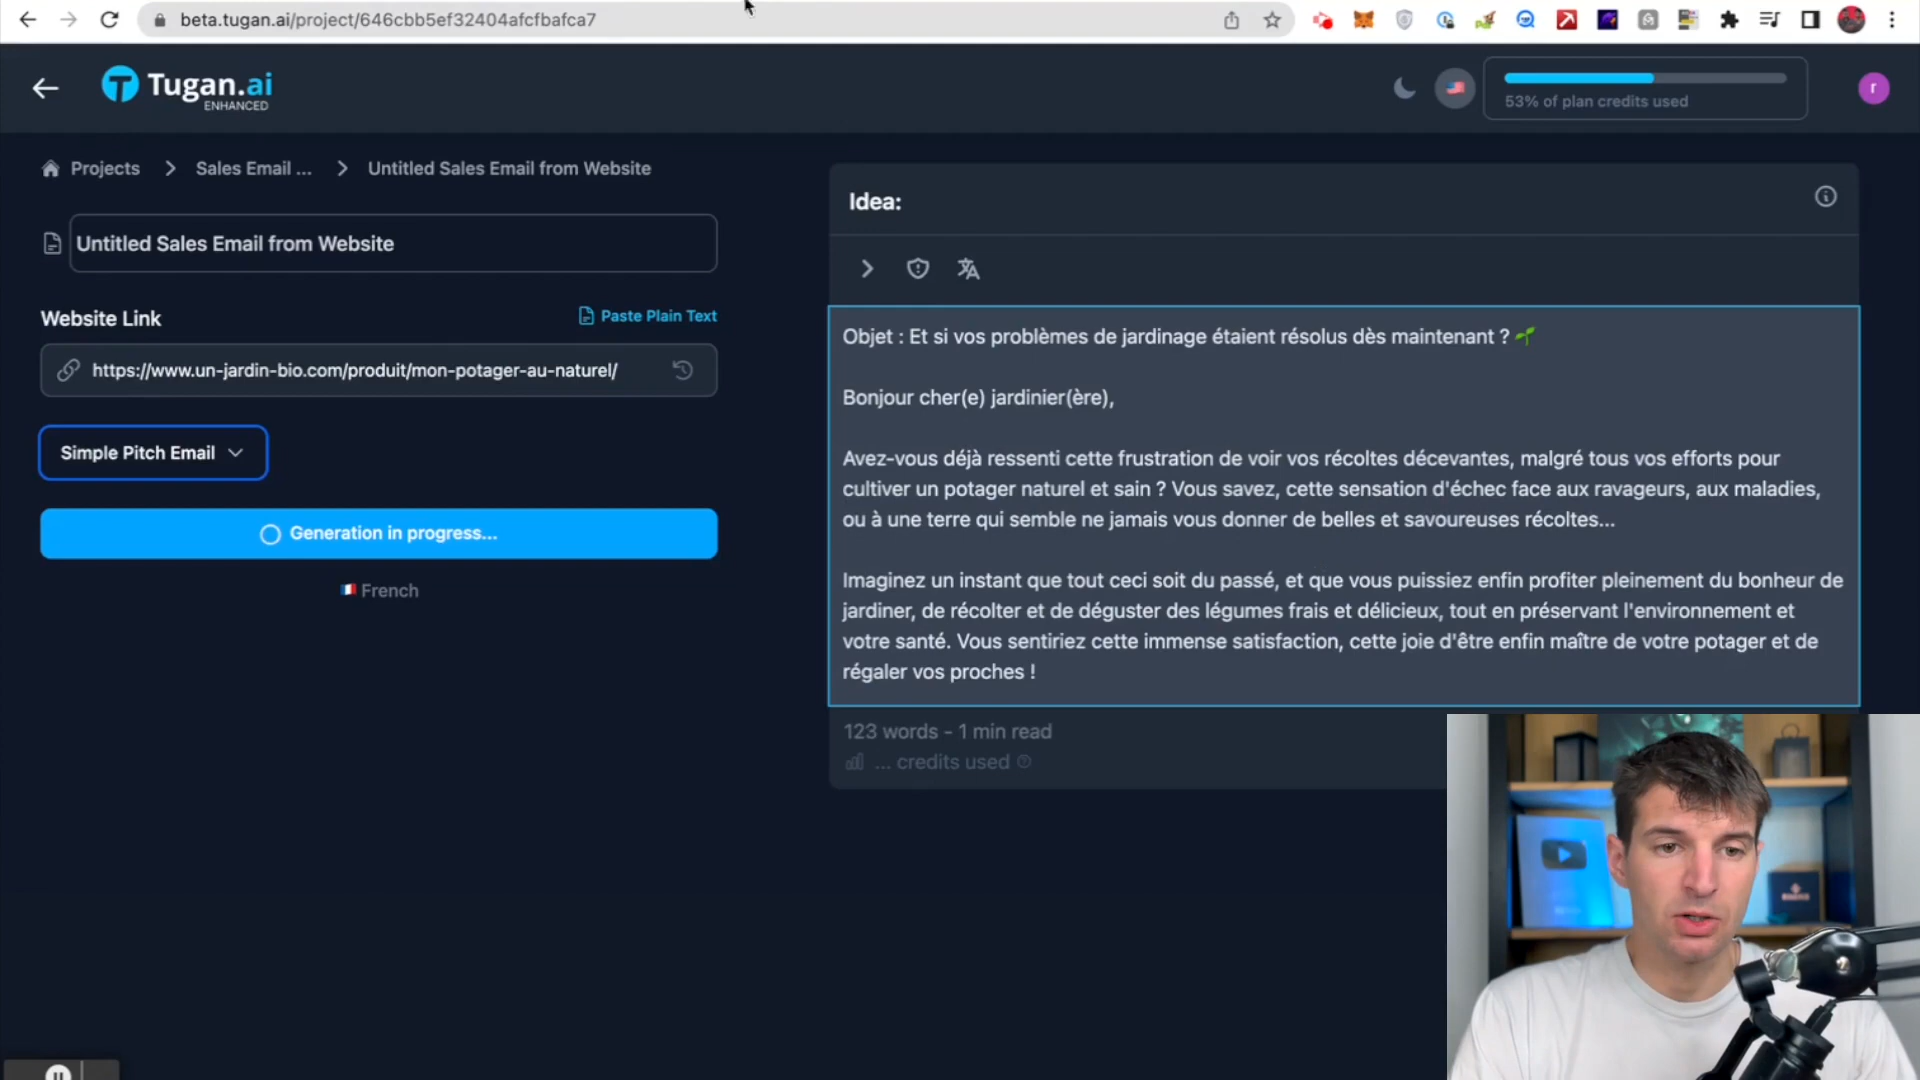 beta.tugan.ai/project/646cbb5ef32404afcfbafca7
Tugan.ai
ENHANCED
53% of plan credits used
r
Projects
Sales Email ...
Untitled Sales Email from Website
Untitled Sales Email from Website
Website Link
Paste Plain Text
https://www.un-jardin-bio.com/produit/mon-potager-au-naturel/
Simple Pitch Email
Generation in progress...
French
Idea:
Objet : Et si vos problèmes de jardinage étaient résolus dès maintenant ? 🌱
Bonjour cher(e) jardinier(ère),
Avez-vous déjà ressenti cette frustration de voir vos récoltes décevantes, malgré tous vos efforts pour
cultiver un potager naturel et sain ? Vous savez, cette sensation d'échec face aux ravageurs, aux maladies,
ou à une terre qui semble ne jamais vous donner de belles et savoureuses récoltes...
Imaginez un instant que tout ceci soit du passé, et que vous puissiez enfin profiter pleinement du bonheur de
jardiner, de récolter et de déguster des légumes frais et délicieux, tout en préservant l'environnement et
votre santé. Vous sentiriez cette immense satisfaction, cette joie d'être enfin maître de votre potager et de
régaler vos proches !
123 words - 1 min read
... credits used